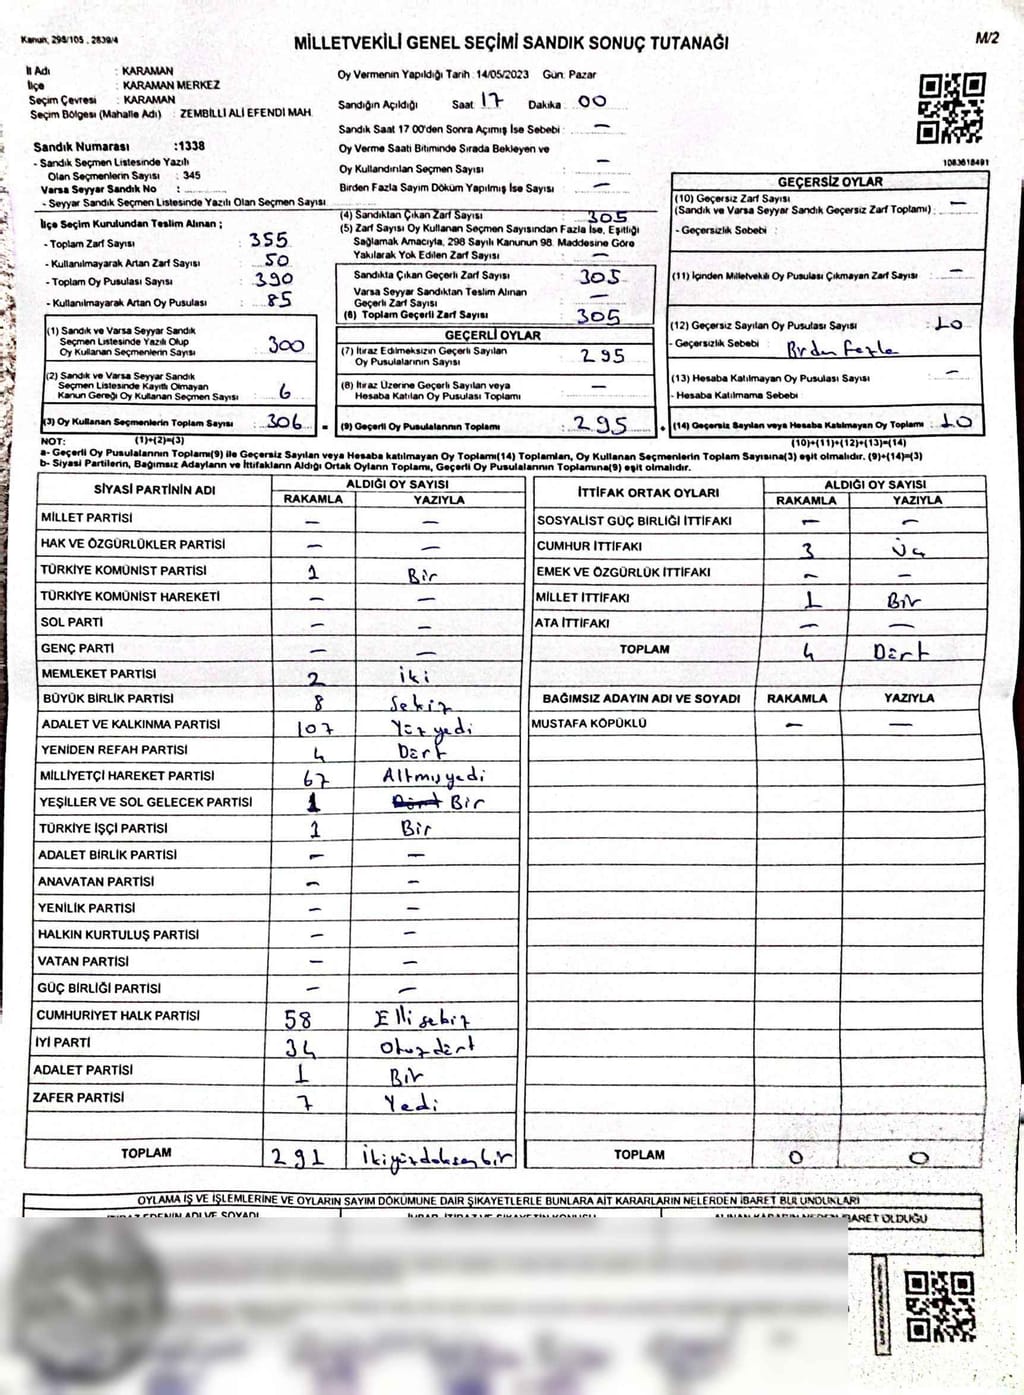 Kanun, 298/105 . 2839/4
MİLLETVEKİLİ GENEL SEÇİMİ SANDIK SONUÇ TUTANAĞI
M/2
İl Adı : KARAMAN
İlçe : KARAMAN MERKEZ
Seçim Çevresi : KARAMAN
Seçim Bölgesi (Mahalle Adı) : ZEMBİLLİ ALİ EFENDİ MAH.
Oy Vermenin Yapıldığı Tarih 14/05/2023 Gün: Pazar
Sandığın Açıldığı Saat 17 Dakika 00
Sandık Saat 17 00'den Sonra Açımış İse Sebebi : —
Oy Verme Saati Bitiminde Sırada Bekleyen ve
Oy Kullandırılan Seçmen Sayısı : —
Birden Fazla Sayım Döküm Yapılmış İse Sayısı : —
Sandık Numarası :1338
- Sandık Seçmen Listesinde Yazılı
Olan Seçmenlerin Sayısı : 345
Varsa Seyyar Sandık No :
- Seyyar Sandık Seçmen Listesinde Yazılı Olan Seçmen Sayısı
1083618491
İlçe Seçim Kurulundan Teslim Alınan ;
- Toplam Zarf Sayısı : 355
- Kullanılmayarak Artan Zarf Sayısı : 50
- Toplam Oy Pusulası Sayısı : 390
- Kullanılmayarak Artan Oy Pusulası : 85
(1) Sandık ve Varsa Seyyar Sandık
Seçmen Listesinde Yazılı Olup
Oy Kullanan Seçmenlerin Sayısı : 300
(2) Sandık ve Varsa Seyyar Sandık
Seçmen Listesinde Kayıtlı Olmayan
Kanun Gereği Oy Kullanan Seçmen Sayısı : 6
(3) Oy Kullanan Seçmenlerin Toplam Sayısı : 306
(4) Sandıktan Çıkan Zarf Sayısı : 305
(5) Zarf Sayısı Oy Kullanan Seçmen Sayısından Fazla İse, Eşitliği
Sağlamak Amacıyla, 298 Sayılı Kanunun 98. Maddesine Göre
Yakılarak Yok Edilen Zarf Sayısı : —
Sandıkta Çıkan Geçerli Zarf Sayısı : 305
Varsa Seyyar Sandıktan Teslim Alınan
Geçerli Zarf Sayısı : —
(6) Toplam Geçerli Zarf Sayısı : 305
GEÇERLİ OYLAR
(7) İtiraz Edilmeksizin Geçerli Sayılan
Oy Pusulalarının Sayısı : 295
(8) İtiraz Üzerine Geçerli Sayılan veya
Hesaba Katılan Oy Pusulası Toplamı : —
= (9) Geçerli Oy Pusulalarının Toplamı : 295
GEÇERSİZ OYLAR
(10) Geçersiz Zarf Sayısı
(Sandık ve Varsa Seyyar Sandık Geçersiz Zarf Toplamı) : —
- Geçersizlik Sebebi :
(11) İçinden Milletvekili Oy Pusulası Çıkmayan Zarf Sayısı : —
(12) Geçersiz Sayılan Oy Pusulası Sayısı : 10
- Geçersizlik Sebebi : Birden fazla
(13) Hesaba Katılmayan Oy Pusulası Sayısı : —
- Hesaba Katılmama Sebebi :
+ (14) Geçersiz Sayılan veya Hesaba Katılmayan Oy Toplamı : 10
NOT: (1)+(2)=(3)
(10)+(11)+(12)+(13)=(14)
a- Geçerli Oy Pusulalarının Toplamı(9) ile Geçersiz Sayılan veya Hesaba Katılmayan Oy Toplamı(14) Toplamları, Oy Kullanan Seçmenlerin Toplam Sayısına(3) eşit olmalıdır. (9)+(14)=(3)
b- Siyasi Partilerin, Bağımsız Adayların ve İttifakların Aldığı Ortak Oyların Toplamı, Geçerli Oy Pusulalarının Toplamına(9) eşit olmalıdır.
SİYASİ PARTİNİN ADI ALDIĞI OY SAYISI
RAKAMLA YAZIYLA
MİLLET PARTİSİ — —
HAK VE ÖZGÜRLÜKLER PARTİSİ — —
TÜRKİYE KOMÜNİST PARTİSİ 1 Bir
TÜRKİYE KOMÜNİST HAREKETİ — —
SOL PARTİ — —
GENÇ PARTİ — —
MEMLEKET PARTİSİ 2 İki
BÜYÜK BİRLİK PARTİSİ 8 Sekiz
ADALET VE KALKINMA PARTİSİ 107 Yüz yedi
YENİDEN REFAH PARTİSİ 4 Dört
MİLLİYETÇİ HAREKET PARTİSİ 67 Altmış yedi
YEŞİLLER VE SOL GELECEK PARTİSİ 1 Dört Bir
TÜRKİYE İŞÇİ PARTİSİ 1 Bir
ADALET BİRLİK PARTİSİ — —
ANAVATAN PARTİSİ — —
YENİLİK PARTİSİ — —
HALKIN KURTULUŞ PARTİSİ — —
VATAN PARTİSİ — —
GÜÇ BİRLİĞİ PARTİSİ — —
CUMHURİYET HALK PARTİSİ 58 Elli sekiz
İYİ PARTİ 34 Otuz dört
ADALET PARTİSİ 1 Bir
ZAFER PARTİSİ 7 Yedi
TOPLAM 291 İkiyüzdoksanbir
İTTİFAK ORTAK OYLARI ALDIĞI OY SAYISI
RAKAMLA YAZIYLA
SOSYALİST GÜÇ BİRLİĞİ İTTİFAKI — —
CUMHUR İTTİFAKI 3 Üç
EMEK VE ÖZGÜRLÜK İTTİFAKI — —
MİLLET İTTİFAKI 1 Bir
ATA İTTİFAKI — —
TOPLAM 4 Dört
BAĞIMSIZ ADAYIN ADI VE SOYADI RAKAMLA YAZIYLA
MUSTAFA KÖPÜKLÜ — —
TOPLAM 0 0
OYLAMA İŞ VE İŞLEMLERİNE VE OYLARIN SAYIM DÖKÜMÜNE DAİR ŞİKAYETLERLE BUNLARA AİT KARARLARIN NELERDEN İBARET BULUNDUKLARI